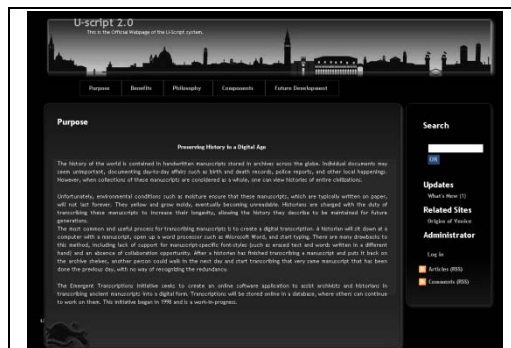 U-script 2.0
This is the Official Webpage of the U-Script system.
Purpose Benefits Philosophy Components Future Development
Purpose
Preserving History in a Digital Age
The history of the world is contained in handwritten manuscripts stored in archives across the globe. Individual documents may
seem unimportant, documenting day-to-day affairs such as birth and death records, police reports, and other local happenings.
However, when collections of these manuscripts are considered as a whole, one can view histories of entire civilizations.
Unfortunately, environmental conditions such as moisture ensure that these manuscripts, which are typically written on paper,
will not last forever. They yellow and grow moldy, eventually becoming unreadable. Historians are charged with the duty of
transcribing these manuscripts to increase their longevity, allowing the history they describe to be maintained for future
generations.
The most common and useful process for transcribing manuscripts is to create a digital transcription. A historian will sit down at a
computer with a manuscript, open up a word processor such as Microsoft Word, and start typing. There are many drawbacks to
this method, including lack of support for manuscript-specific font-styles (such as erased text and words written in a different
hand) and an absence of collaboration opportunity. After a historian has finished transcribing a manuscript and puts it back on
the archive shelves, another person could walk in the next day and start transcribing that very same manuscript that has been
done the previous day, with no way of recognizing the redundancy.
The Emergent Transcriptions Initiative seeks to create an online software application to assist archivists and historians in
transcribing ancient manuscripts into a digital form. Transcriptions will be stored online in a database, where others can continue
to work on them. This initiative began in 1998 and is a work-in-progress.
Search
OK
Updates
What's New (1)
Related Sites
Origins of Venice
Administrator
Log in
Articles (RSS)
Comments (RSS)